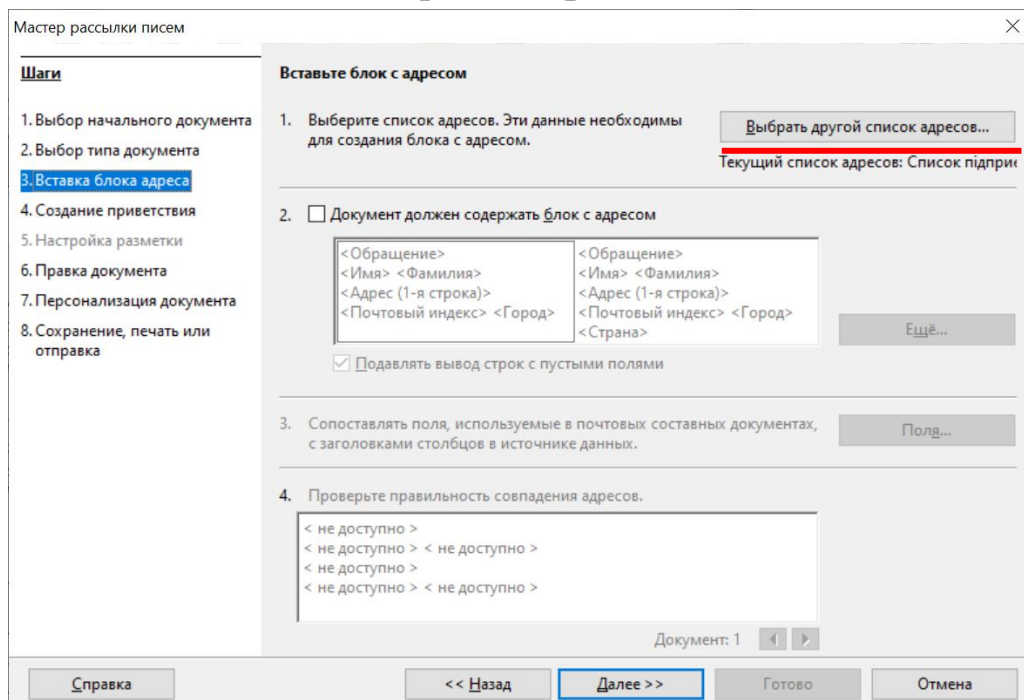 Мастер рассылки писем
Шаги
1. Выбор начального документа
2. Выбор типа документа
3. Вставка блока адреса
4. Создание приветствия
5. Настройка разметки
6. Правка документа
7. Персонализация документа
8. Сохранение, печать или
отправка
Вставьте блок с адресом
1. Выберите список адресов. Эти данные необходимы
для создания блока с адресом.
Выбрать другой список адресов...
Текущий список адресов: Список підприє
2. Документ должен содержать блок с адресом
<Обращение>
<Имя> <Фамилия>
<Адрес (1-я строка)>
<Почтовый индекс> <Город>
<Обращение>
<Имя> <Фамилия>
<Адрес (1-я строка)>
<Почтовый индекс> <Город>
<Страна>
Ещё...
Подавлять вывод строк с пустыми полями
3. Сопоставлять поля, используемые в почтовых составных документах,
с заголовками столбцов в источнике данных.
Поля...
4. Проверьте правильность совпадения адресов.
< не доступно >
< не доступно > < не доступно >
< не доступно >
< не доступно > < не доступно >
Документ: 1
Справка
<< Назад
Далее >>
Готово
Отмена